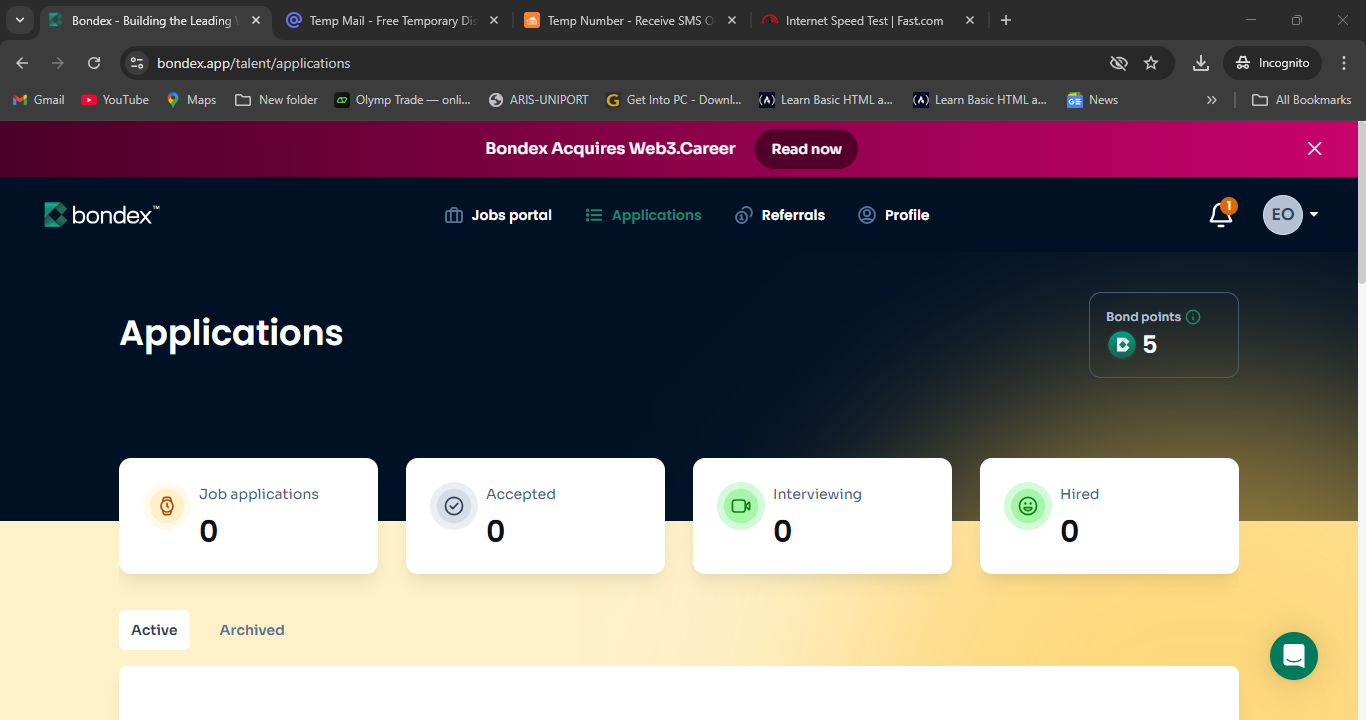 Bondex - Building the Leading
Temp Mail - Free Temporary Dis
Temp Number - Receive SMS O
Internet Speed Test | Fast.com
bondex.app/talent/applications
Incognito
Gmail
YouTube
Maps
New folder
Olymp Trade — onli...
ARIS-UNIPORT
G
Get Into PC - Downl...
(A)
Learn Basic HTML a...
(A)
Learn Basic HTML a...
GE
News
All Bookmarks
Bondex Acquires Web3.Career
Read now
bondex™
Jobs portal
Applications
Referrals
Profile
1
EO
Applications
Bond points
5
Job applications
0
Accepted
0
Interviewing
0
Hired
0
Active
Archived